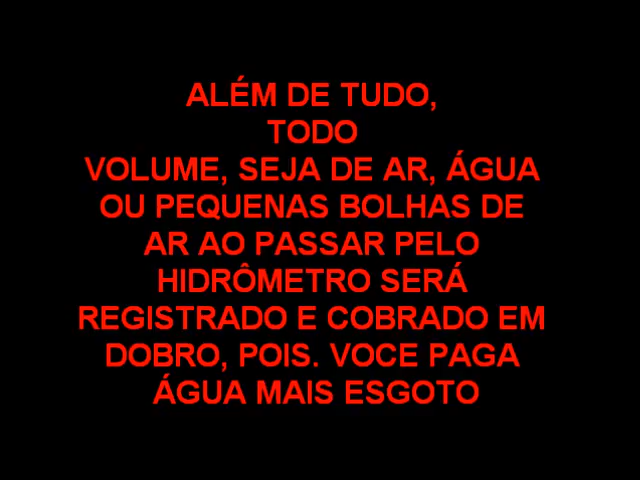 ALÉM DE TUDO,
TODO
VOLUME, SEJA DE AR, ÁGUA
OU PEQUENAS BOLHAS DE
AR AO PASSAR PELO
HIDRÔMETRO SERÁ
REGISTRADO E COBRADO EM
DOBRO, POIS. VOCE PAGA
ÁGUA MAIS ESGOTO